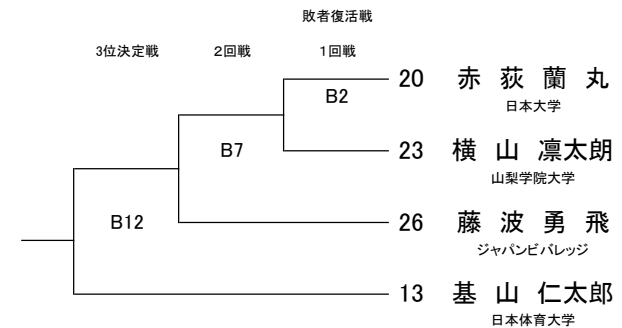 敗者復活戦
3位決定戦 2回戦 1回戦
20 赤 荻 蘭 丸
B2
日本大学
B7
23 横 山 凛太朗
山梨学院大学
B12
26 藤 波 勇 飛
ジャパンビバレッジ
13 基 山 仁太郎
日本体育大学